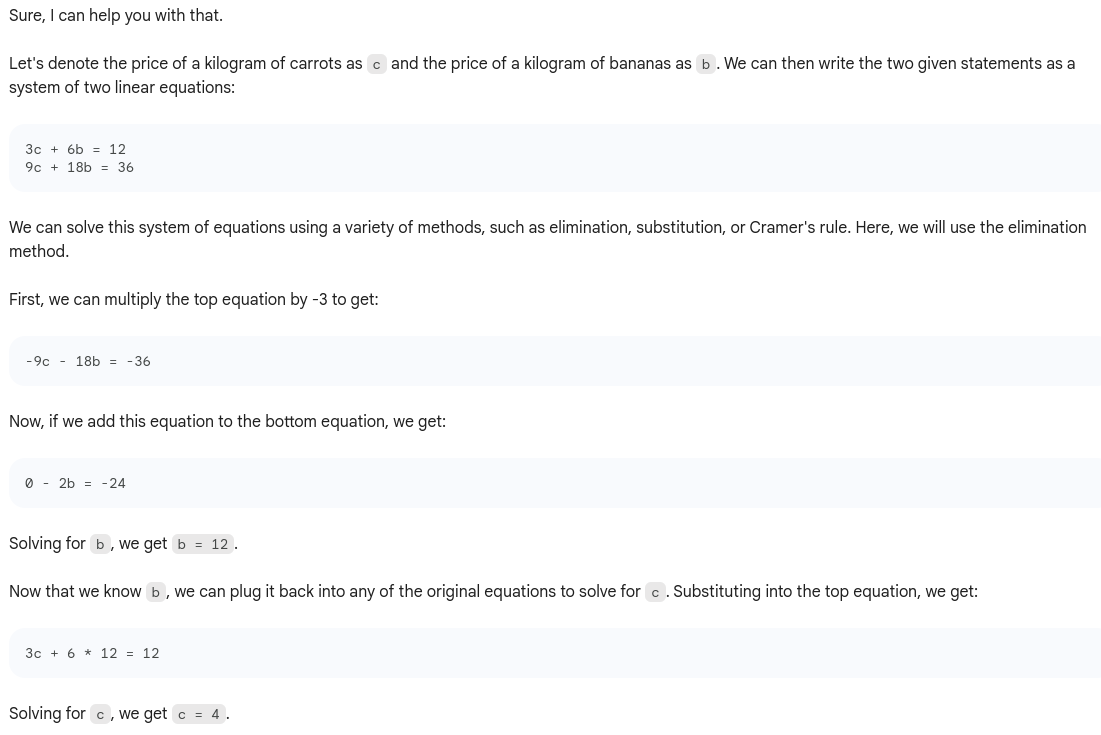 Sure, I can help you with that.
Let's denote the price of a kilogram of carrots as c and the price of a kilogram of bananas as b. We can then write the two given statements as a
system of two linear equations:
3c + 6b = 12
9c + 18b = 36
We can solve this system of equations using a variety of methods, such as elimination, substitution, or Cramer's rule. Here, we will use the elimination
method.
First, we can multiply the top equation by -3 to get:
-9c - 18b = -36
Now, if we add this equation to the bottom equation, we get:
0 - 2b = -24
Solving for b, we get b = 12.
Now that we know b, we can plug it back into any of the original equations to solve for c. Substituting into the top equation, we get:
3c + 6 * 12 = 12
Solving for c, we get c = 4.